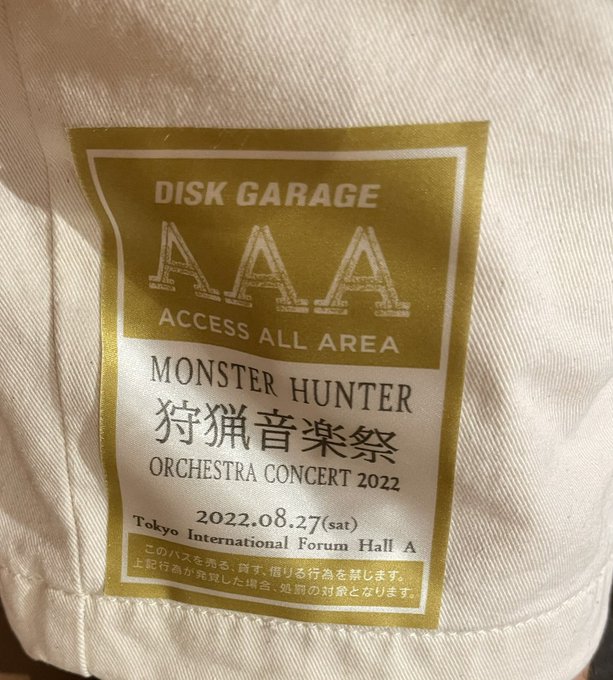 DISK GARAGE
AAA
ACCESS ALL AREA
MONSTER HUNTER
狩猟音楽祭
ORCHESTRA CONCERT 2022
2022.08.27(sat)
Tokyo International Forum Hall A
このパスを売る、貸す、借りる行為を禁じます。
上記行為が発覚した場合、処罰の対象となります。